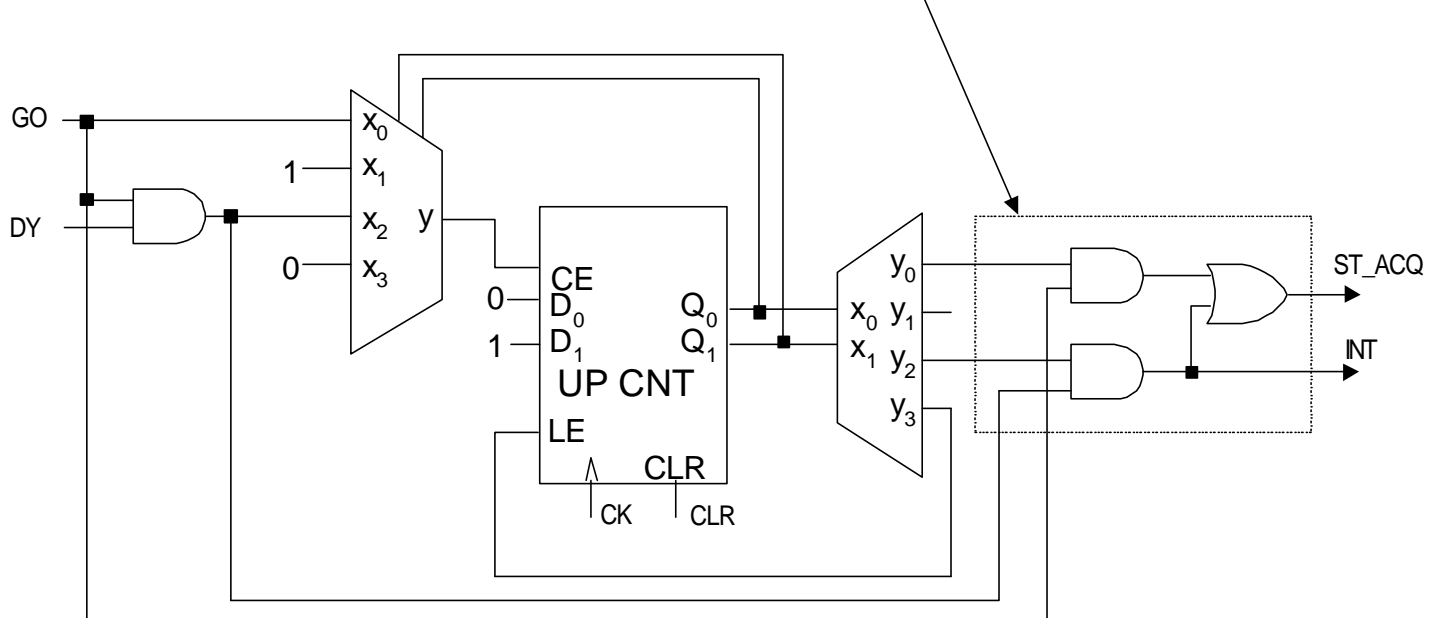 GO
DY
x0
1 x1
x2 y
0 x3
CE
0 D0
1 D1
Q0
Q1
UP CNT
LE
CLR
CK
CLR
x0
x1
y0
y1
y2
y3
ST_ACQ
INT